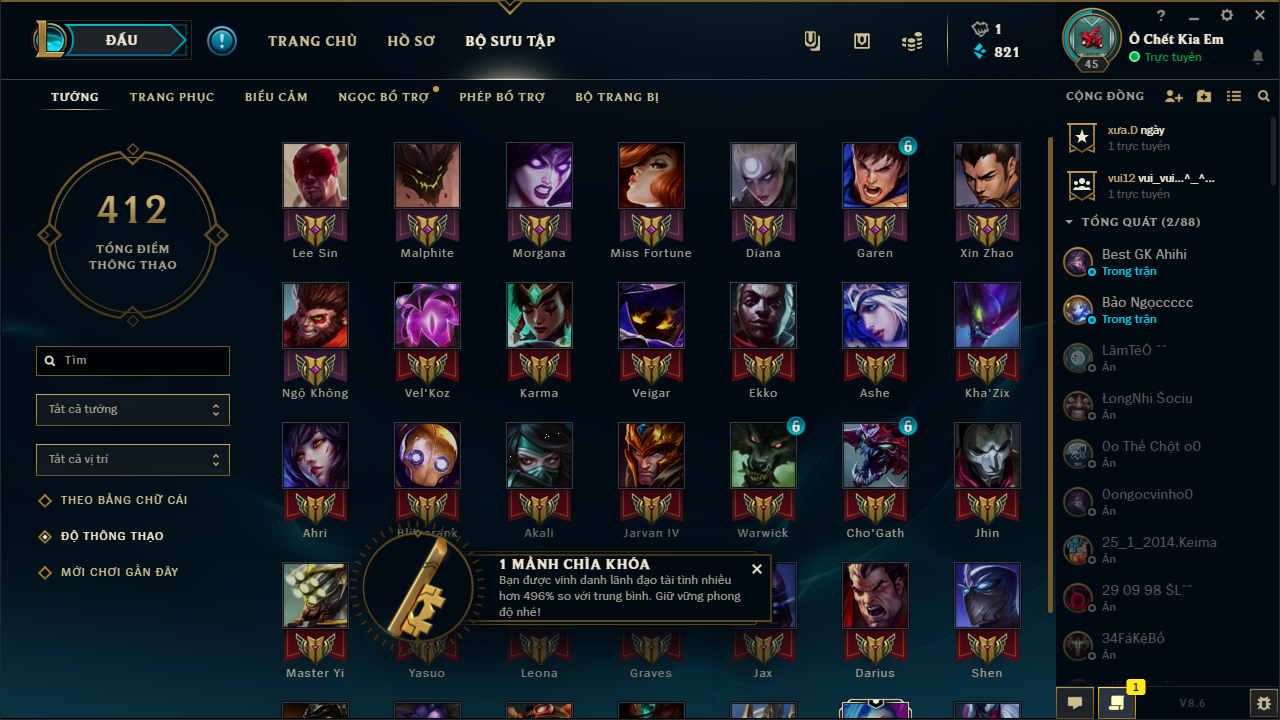 ĐẤU
!
TRANG CHỦ
HỒ SƠ
BỘ SƯU TẬP
1
821
?
Ô Chết Kìa Em
Trực tuyến
45
TƯỚNG
TRANG PHỤC
BIỂU CẢM
NGỌC BỔ TRỢ
PHÉP BỔ TRỢ
BỘ TRANG BỊ
CỘNG ĐỒNG
412
TỔNG ĐIỂM
THÔNG THẠO
Tìm
Tất cả tướng
Tất cả vị trí
THEO BẢNG CHỮ CÁI
ĐỘ THÔNG THẠO
MỚI CHƠI GẦN ĐÂY
6
Lee Sin
Malphite
Morgana
Miss Fortune
Diana
Garen
Xin Zhao
Ngộ Không
Vel'Koz
Karma
Veigar
Ekko
Ashe
Kha'Zix
6
6
Ahri
Blitzcrank
Akali
Jarvan IV
Warwick
Cho'Gath
Jhin
1 MẢNH CHÌA KHÓA
Bạn được vinh danh lãnh đạo tài tình nhiều
hơn 496% so với trung bình. Giữ vững phong
độ nhé!
Master Yi
Yasuo
Leona
Graves
Jax
Darius
Shen
xưa.D ngày
1 trực tuyến
vui12 vui_vui...^_^...
1 trực tuyến
TỔNG QUÁT (2/88)
Best GK Ahihi
Trong trận
Bảo Ngọccccc
Trong trận
LâmTêÔ ˆˆ
Ẩn
ŁongNhi Šociu
Ẩn
0o Thế Chột o0
Ẩn
0ongocvinho0
Ẩn
25_1_2014.Keima
Ẩn
29 09 98 ŠLˆˆ
Ẩn
34FáKệBố
Ẩn
1
V8.6